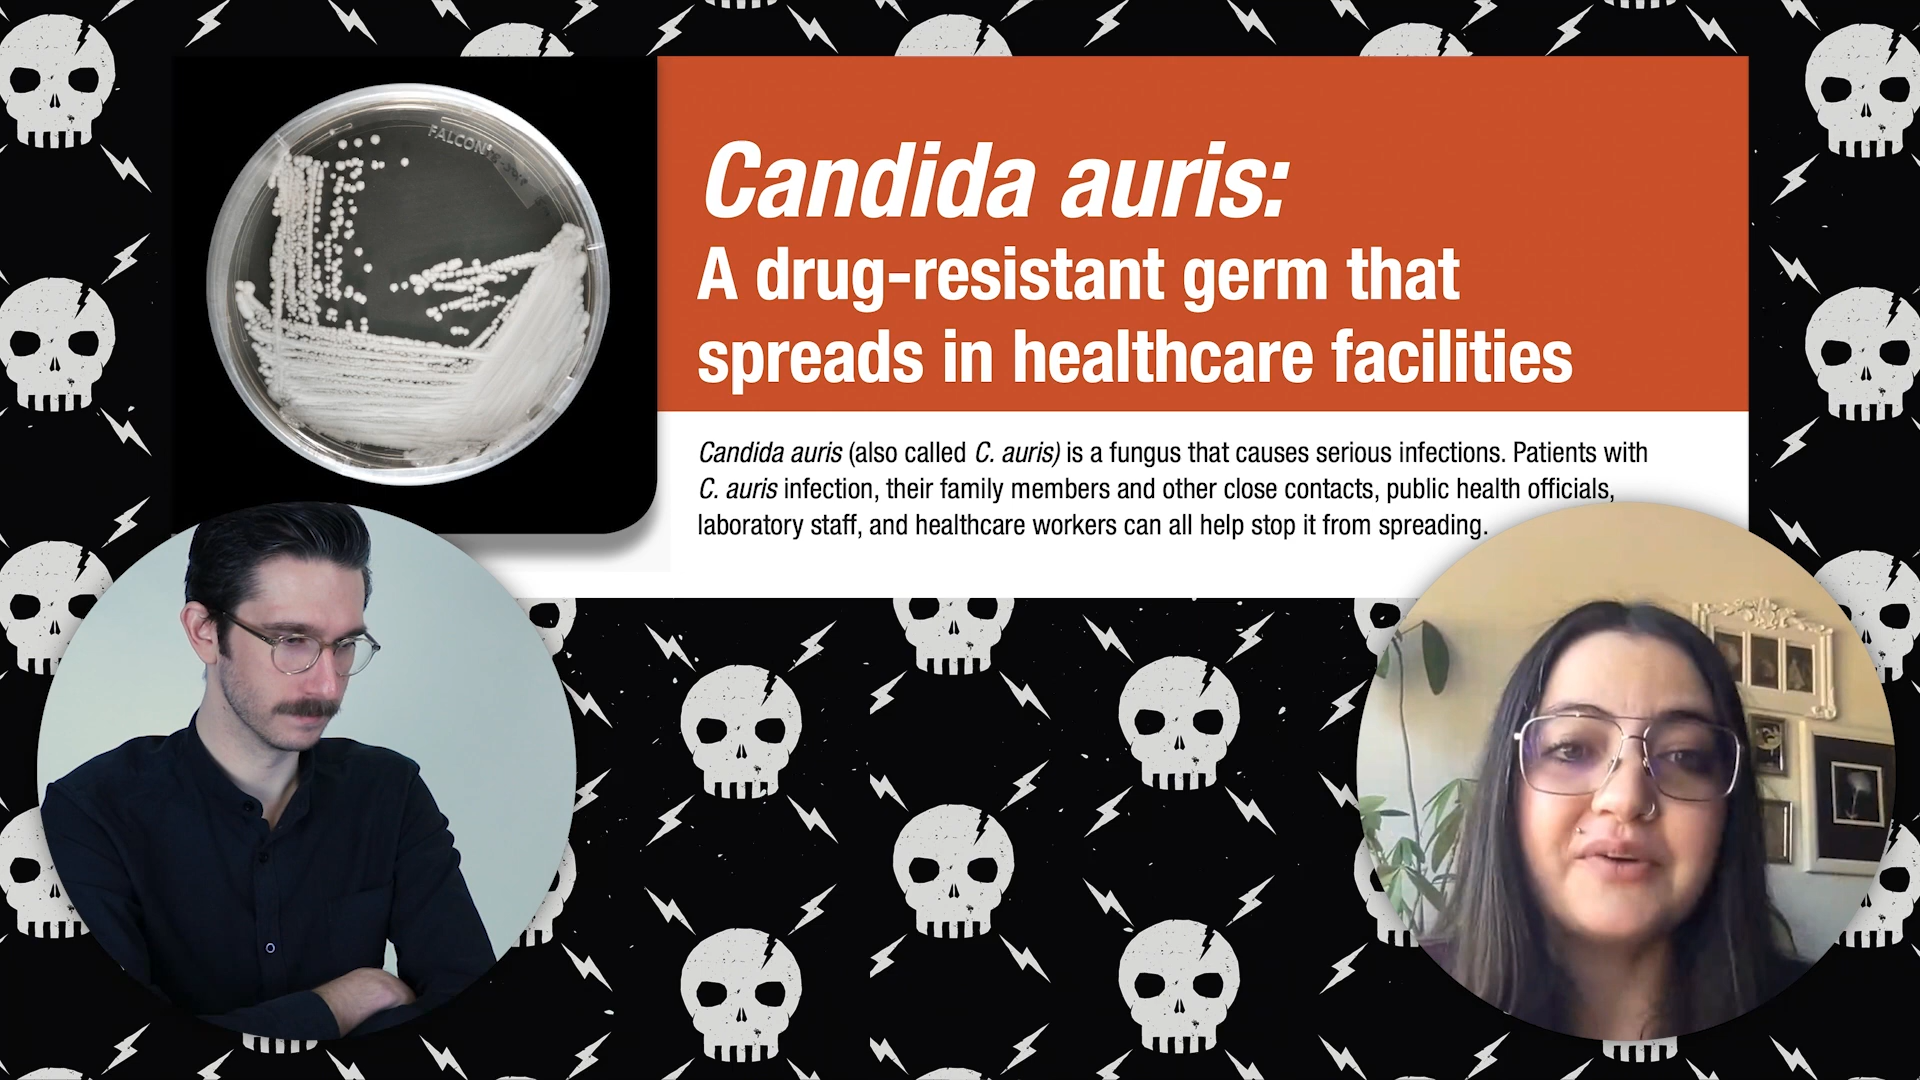 FALCON
Candida auris:
A drug-resistant germ that
spreads in healthcare facilities
Candida auris (also called C. auris) is a fungus that causes serious infections. Patients with
C. auris infection, their family members and other close contacts, public health officials,
laboratory staff, and healthcare workers can all help stop it from spreading.